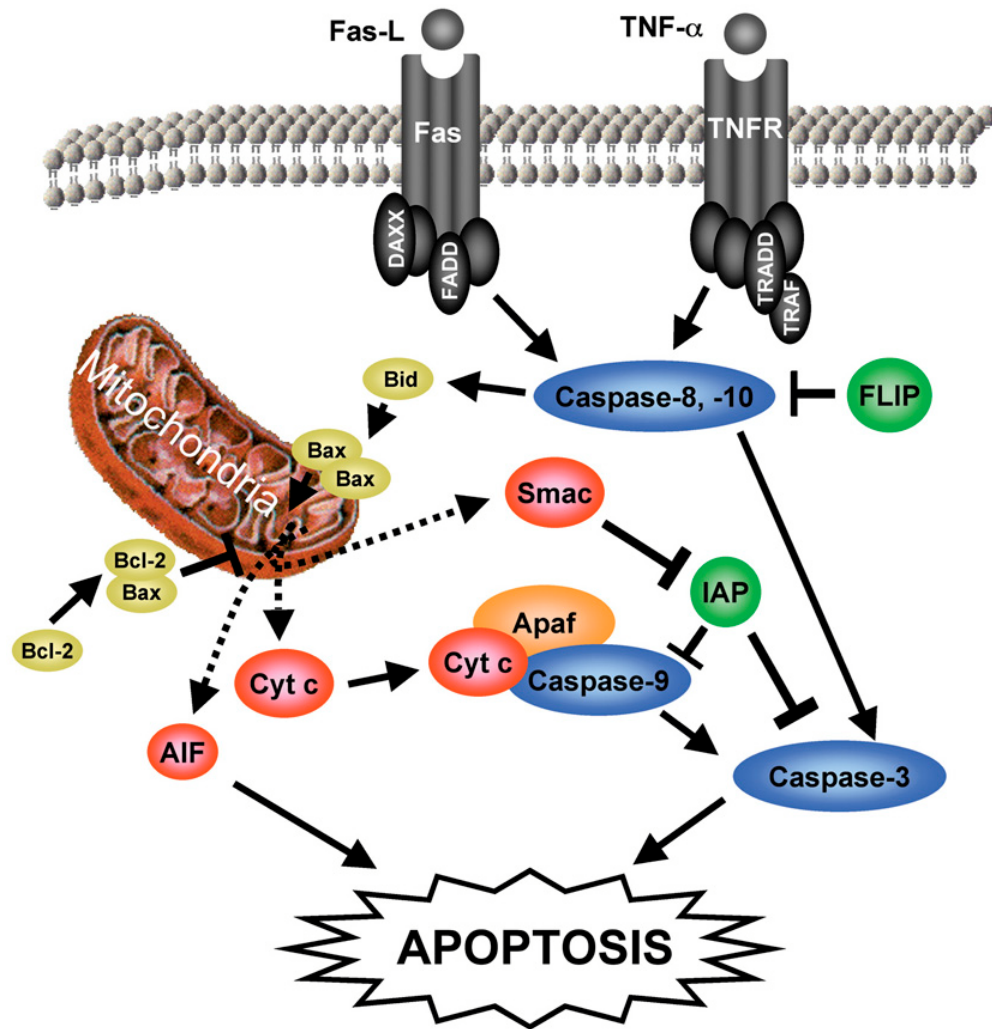 Fas-L
TNF-α
Fas
TNFR
DAXX
FADD
TRADD
TRAF
Mitochondria
Bid
Caspase-8, -10
FLIP
Bax
Bax
Smac
Bcl-2
Bax
IAP
Apaf
Bcl-2
Cyt c
Cyt c
Caspase-9
AIF
Caspase-3
APOPTOSIS